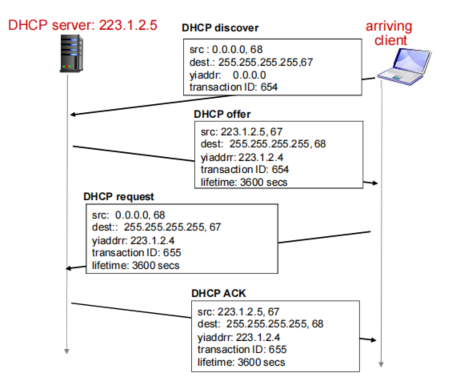 DHCP server: 223.1.2.5
arriving
client
DHCP discover
src : 0.0.0.0, 68
dest.: 255.255.255.255,67
yiaddr: 0.0.0.0
transaction ID: 654
DHCP offer
src: 223.1.2.5, 67
dest: 255.255.255.255, 68
yiaddrr: 223.1.2.4
transaction ID: 654
lifetime: 3600 secs
DHCP request
src: 0.0.0.0, 68
dest:: 255.255.255.255, 67
yiaddrr: 223.1.2.4
transaction ID: 655
lifetime: 3600 secs
DHCP ACK
src: 223.1.2.5, 67
dest: 255.255.255.255, 68
yiaddrr: 223.1.2.4
transaction ID: 655
lifetime: 3600 secs